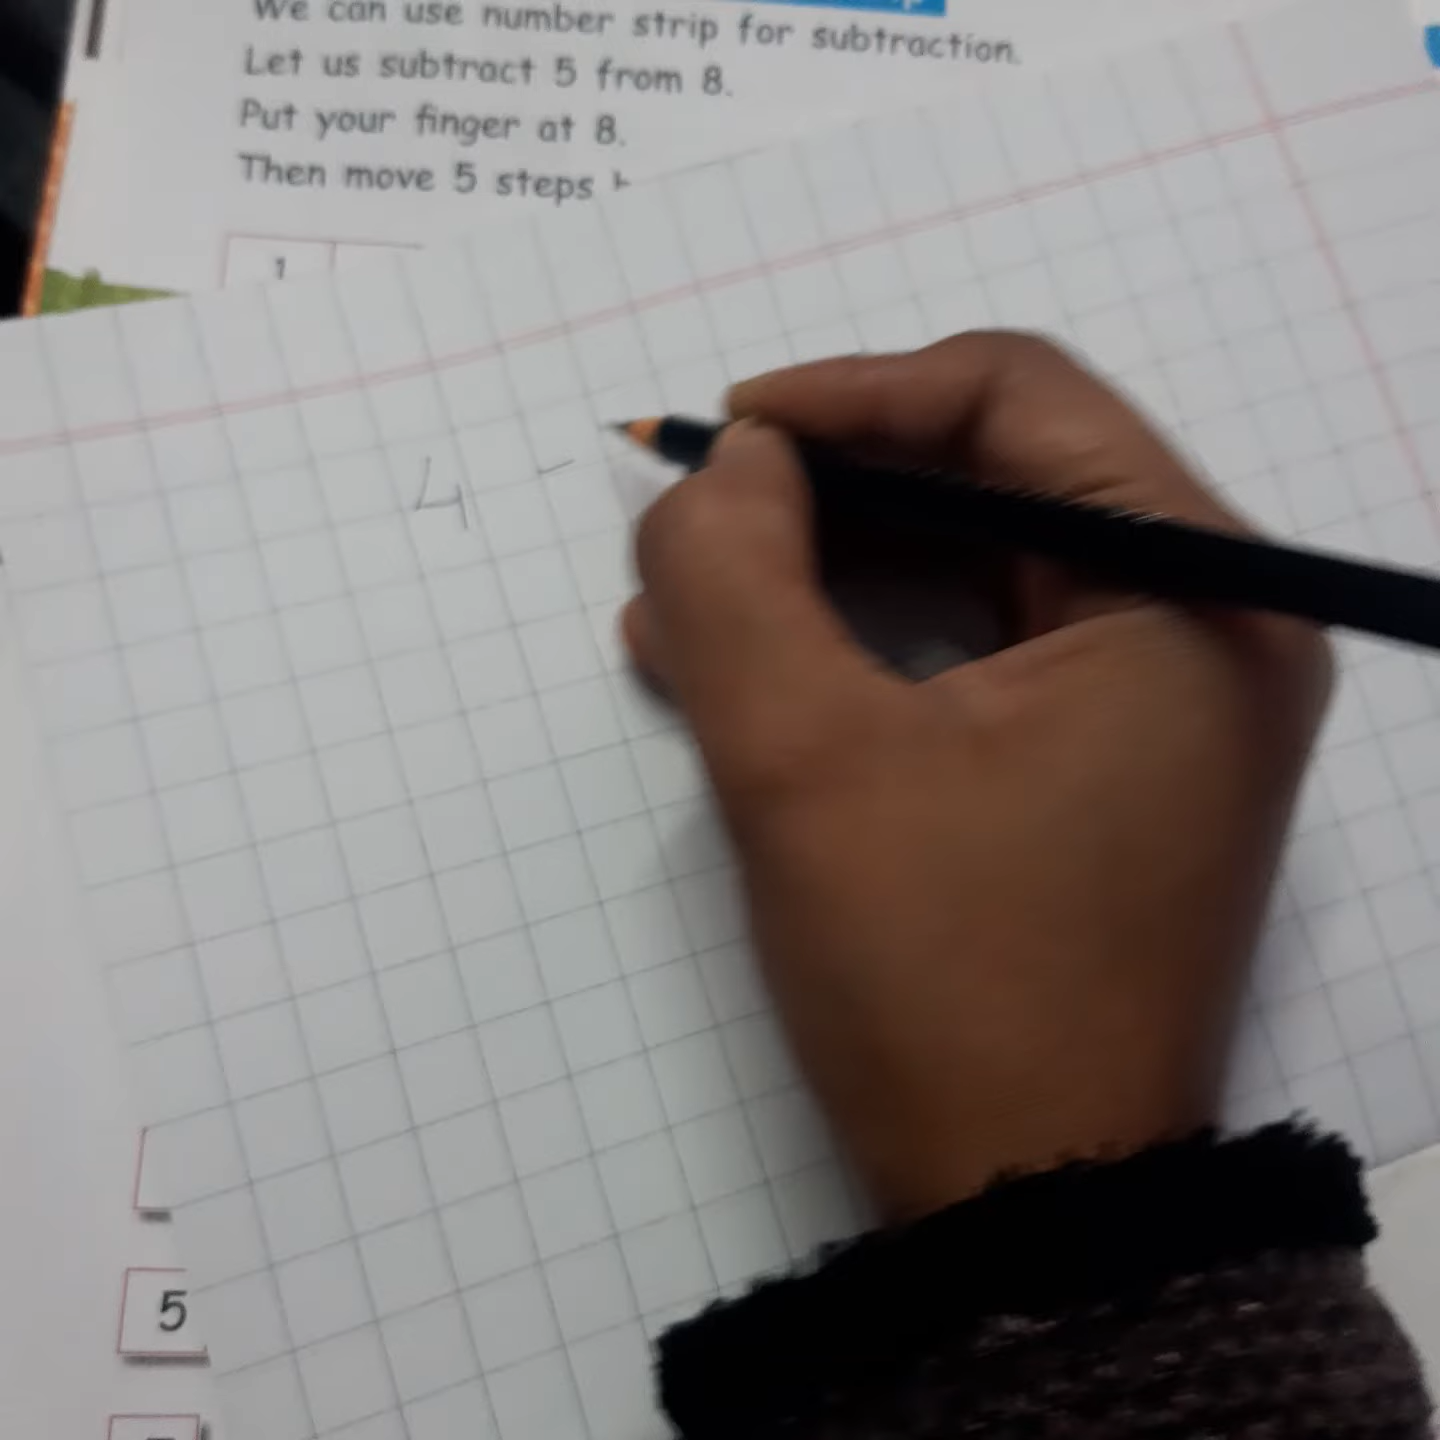 We can use number strip for subtraction.
Let us subtract 5 from 8.
Put your finger at 8.
Then move 5 steps
1
4 -
5